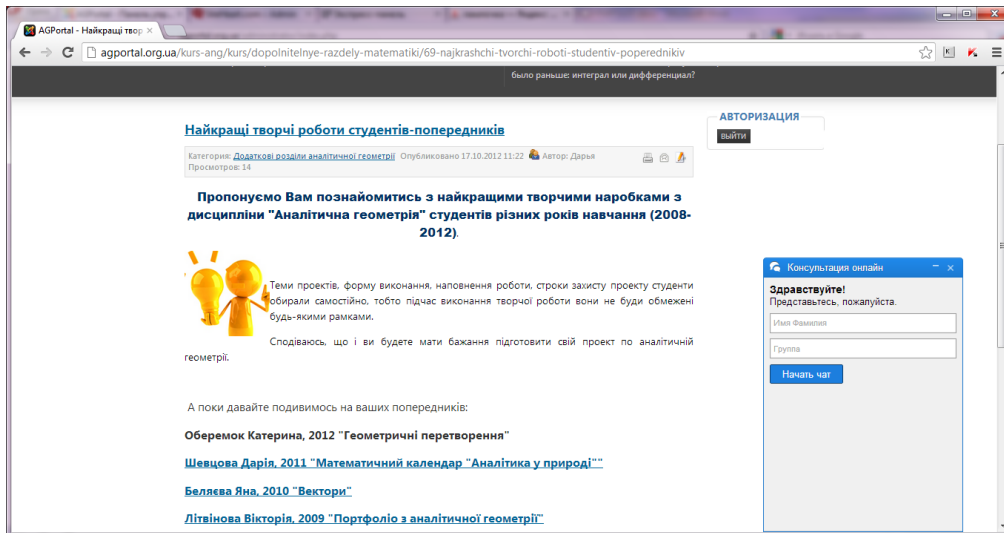 AGPortal - Найкращі твор
agportal.org.ua/kurs-ang/kurs/dopolnitelnye-razdely-matematiki/69-najkrashchi-tvorchi-roboti-studentiv-poperednikiv
было раньше: интеграл или дифференциал?
Найкращі творчі роботи студентів-попередників
Категория: Додаткові розділи аналітичної геометрії Опубликовано 17.10.2012 11:22 Автор: Дарья
Просмотров: 14
АВТОРИЗАЦИЯ
выйти
Пропонуємо Вам познайомитись з найкращими творчими наробками з
дисципліни "Аналітична геометрія" студентів різних років навчання (2008-
2012).
Теми проектів, форму виконання, наповнення роботи, строки захисту проекту студенти
обирали самостійно, тобто підчас виконання творчої роботи вони не буди обмежені
будь-якими рамками.
Сподіваюсь, що і ви будете мати бажання підготовити свій проект по аналітичній
геометрії.
А поки давайте подивимось на ваших попередників:
Оберемок Катерина, 2012 "Геометричні перетворення"
Шевцова Дарія, 2011 "Математичний календар "Аналітика у природі""
Беляєва Яна, 2010 "Вектори"
Літвінова Вікторія, 2009 "Портфоліо з аналітичної геометрії"
Консультация онлайн
Здравствуйте!
Представьтесь, пожалуйста.
Имя Фамилия
Группа
Начать чат